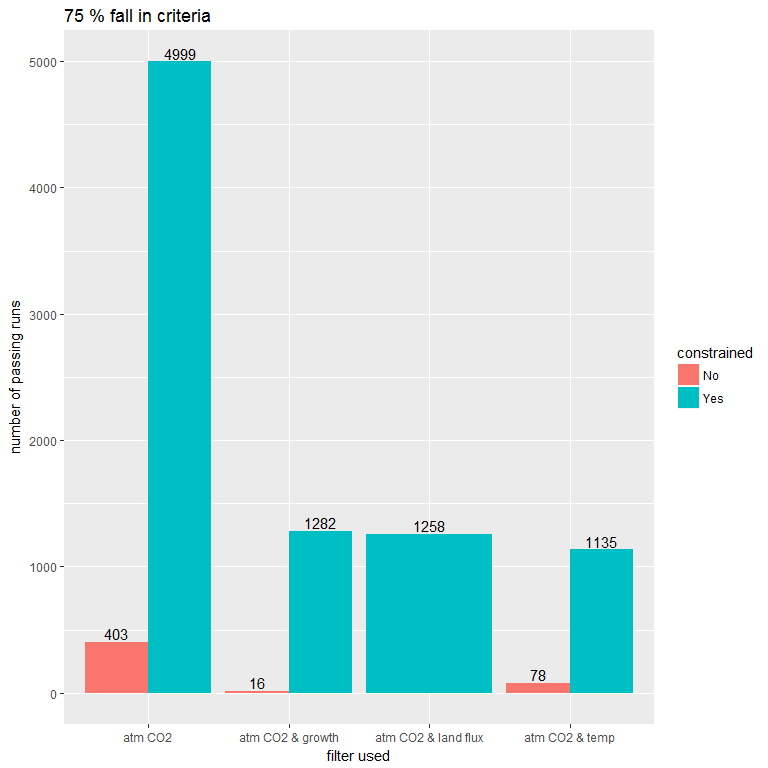 75 % fall in criteria
number of passing runs
5000
4000
3000
2000
1000
0
4999
403
1282
16
1258
1135
78
atm CO2
atm CO2 & growth
atm CO2 & land flux
atm CO2 & temp
filter used
constrained
No
Yes